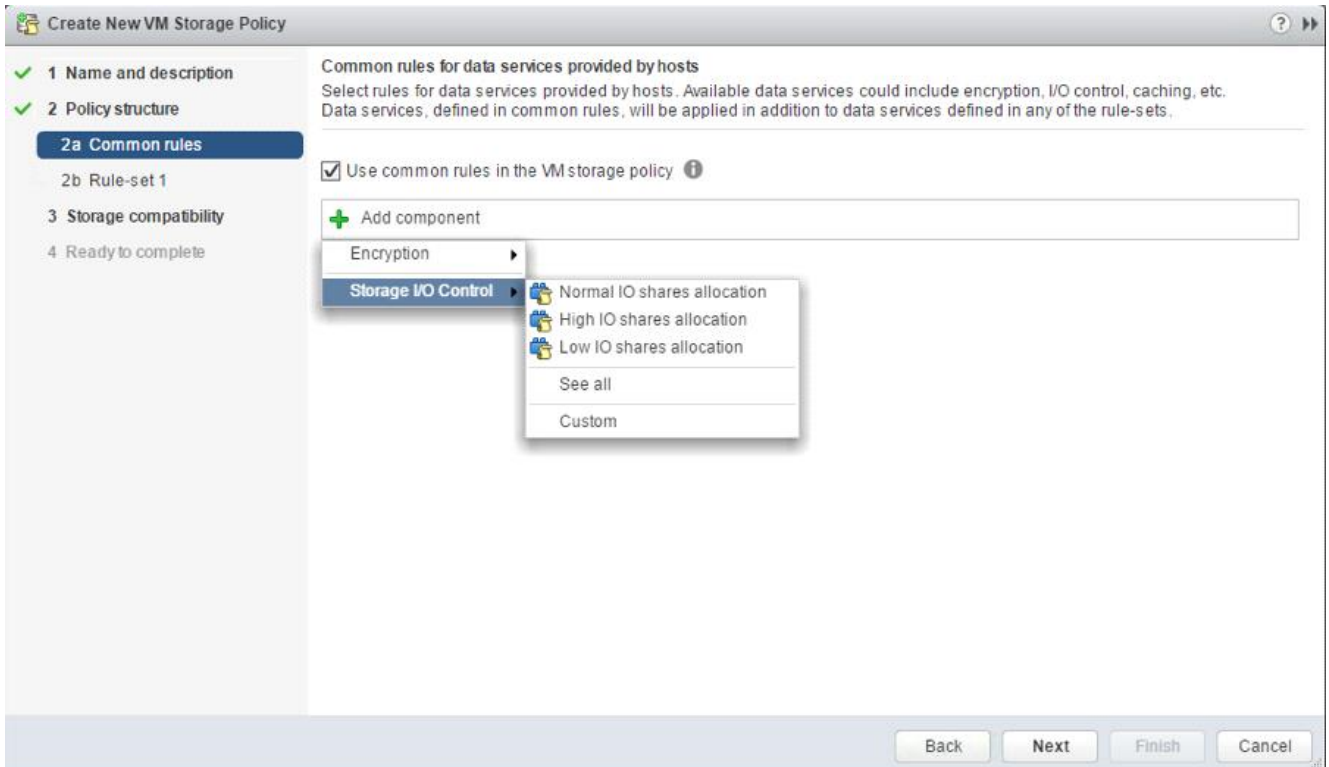 Create New VM Storage Policy
1 Name and description
2 Policy structure
2a Common rules
2b Rule-set 1
3 Storage compatibility
4 Ready to complete
Common rules for data services provided by hosts
Select rules for data services provided by hosts. Available data services could include encryption, I/O control, caching, etc.
Data services, defined in common rules, will be applied in addition to data services defined in any of the rule-sets.
Use common rules in the VM storage policy
Add component
Encryption
Storage I/O Control
Normal IO shares allocation
High IO shares allocation
Low IO shares allocation
See all
Custom
Back Next Finish Cancel